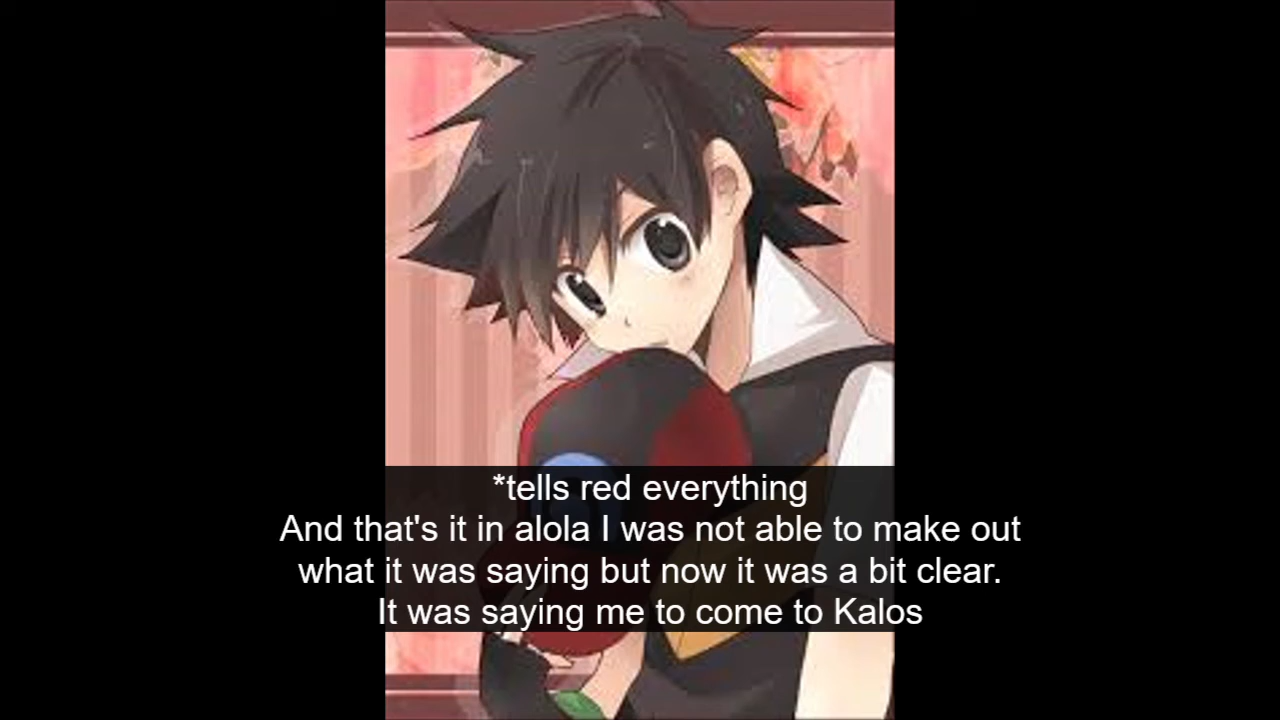 *tells red everything
And that's it in alola I was not able to make out
what it was saying but now it was a bit clear.
It was saying me to come to Kalos